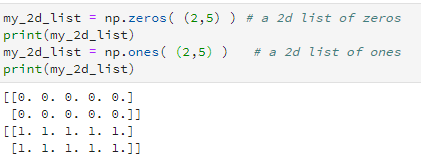 my_2d_list = np.zeros( (2,5) ) # a 2d list of zeros
print(my_2d_list)
my_2d_list = np.ones( (2,5) )   # a 2d list of ones
print(my_2d_list)
[[0. 0. 0. 0. 0.]
 [0. 0. 0. 0. 0.]]
[[1. 1. 1. 1. 1.]
 [1. 1. 1. 1. 1.]]